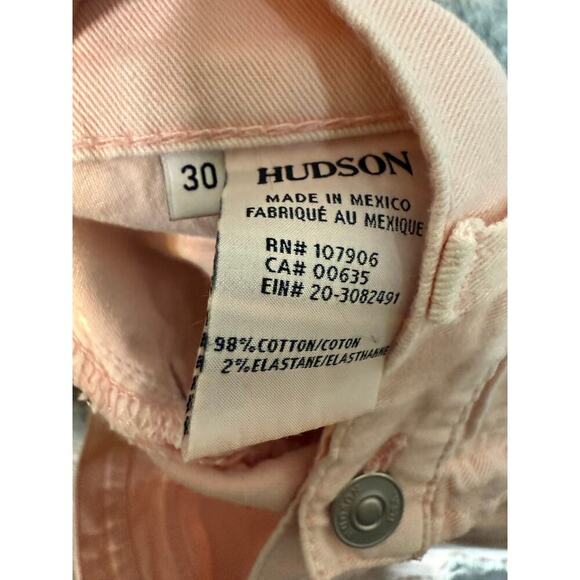 30
HUDSON
MADE IN MEXICO
FABRIQUÉ AU MEXIQUE
RN# 107906
CA# 00635
EIN# 20-3082491
98% COTTON/COTON
2% ELASTANE/ELASTHANNE
HUDSON